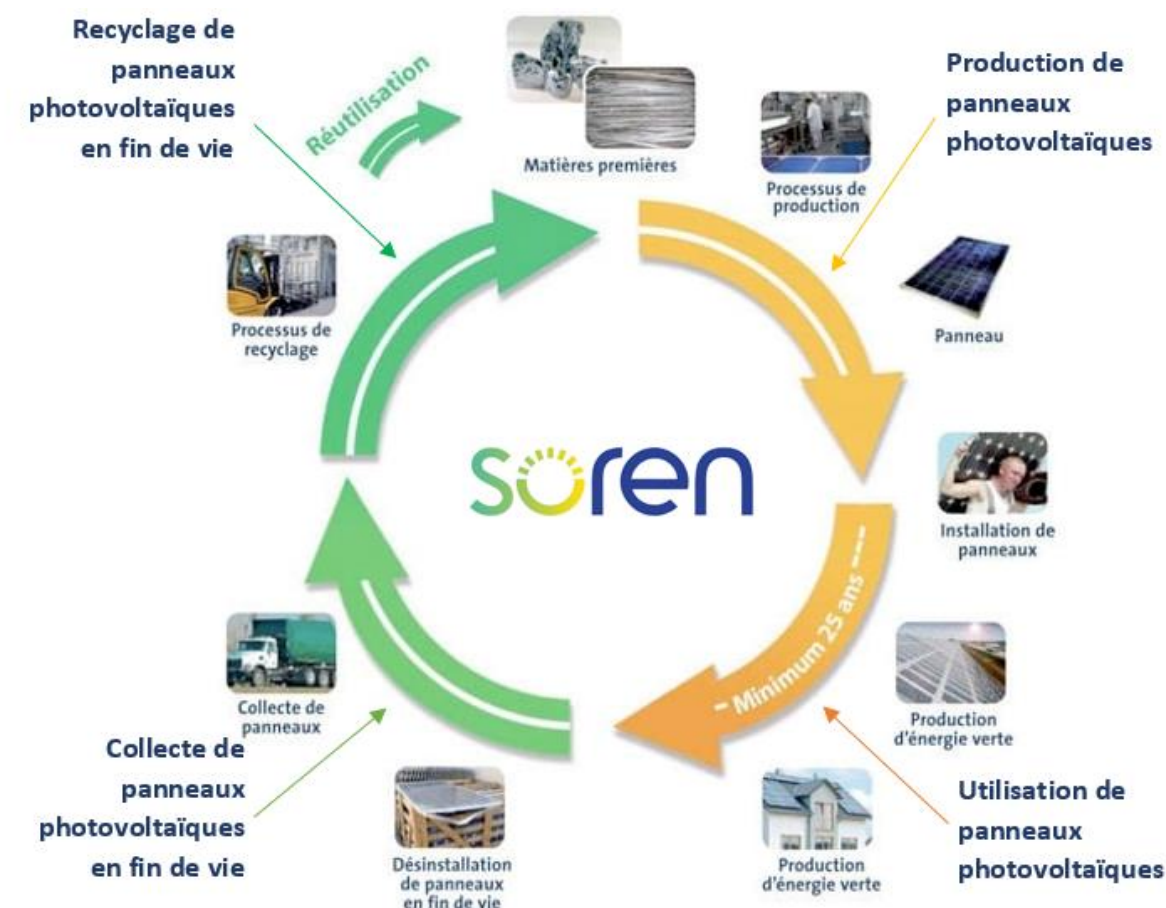 Recyclage de
panneaux
photovoltaïques
en fin de vie
Réutilisation
Matières premières
Processus de
production
Production de
panneaux
photovoltaïques
Panneau
Installation de
panneaux
Minimum 25 ans
Production
d'énergie verte
Utilisation de
panneaux
photovoltaïques
Production
d'énergie verte
Désinstallation
de panneaux
en fin de vie
Collecte de
panneaux
Collecte de
panneaux
photovoltaïques
en fin de vie
Processus de
recyclage
soren